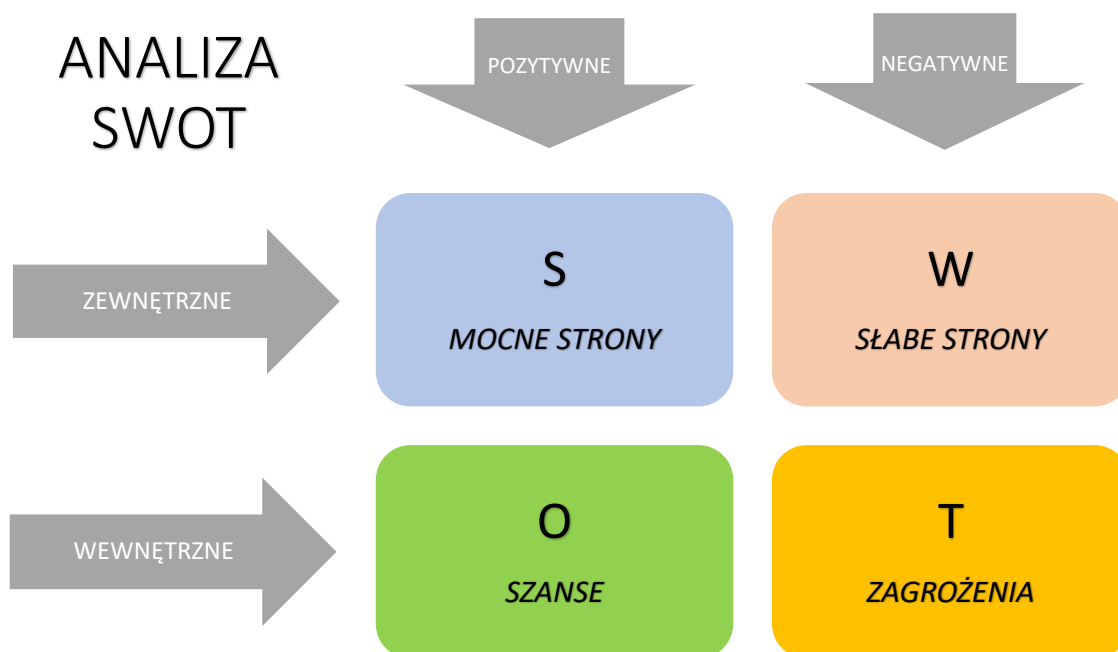 ANALIZA
SWOT
POZYTYWNE
NEGATYWNE
ZEWNĘTRZNE
S
MOCNE STRONY
W
SŁABE STRONY
WEWNĘTRZNE
O
SZANSE
T
ZAGROŻENIA